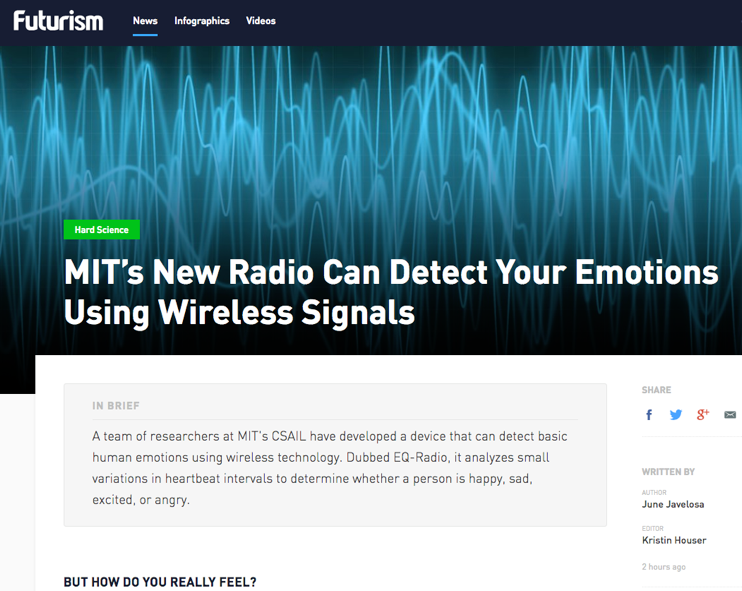 Futurism
News Infographics Videos
Hard Science
MIT's New Radio Can Detect Your Emotions
Using Wireless Signals
IN BRIEF
A team of researchers at MIT's CSAIL have developed a device that can detect basic
human emotions using wireless technology. Dubbed EQ-Radio, it analyzes small
variations in heartbeat intervals to determine whether a person is happy, sad,
excited, or angry.
BUT HOW DO YOU REALLY FEEL?
SHARE
f g+
WRITTEN BY
AUTHOR
June Javelosa
EDITOR
Kristin Houser
2 hours ago